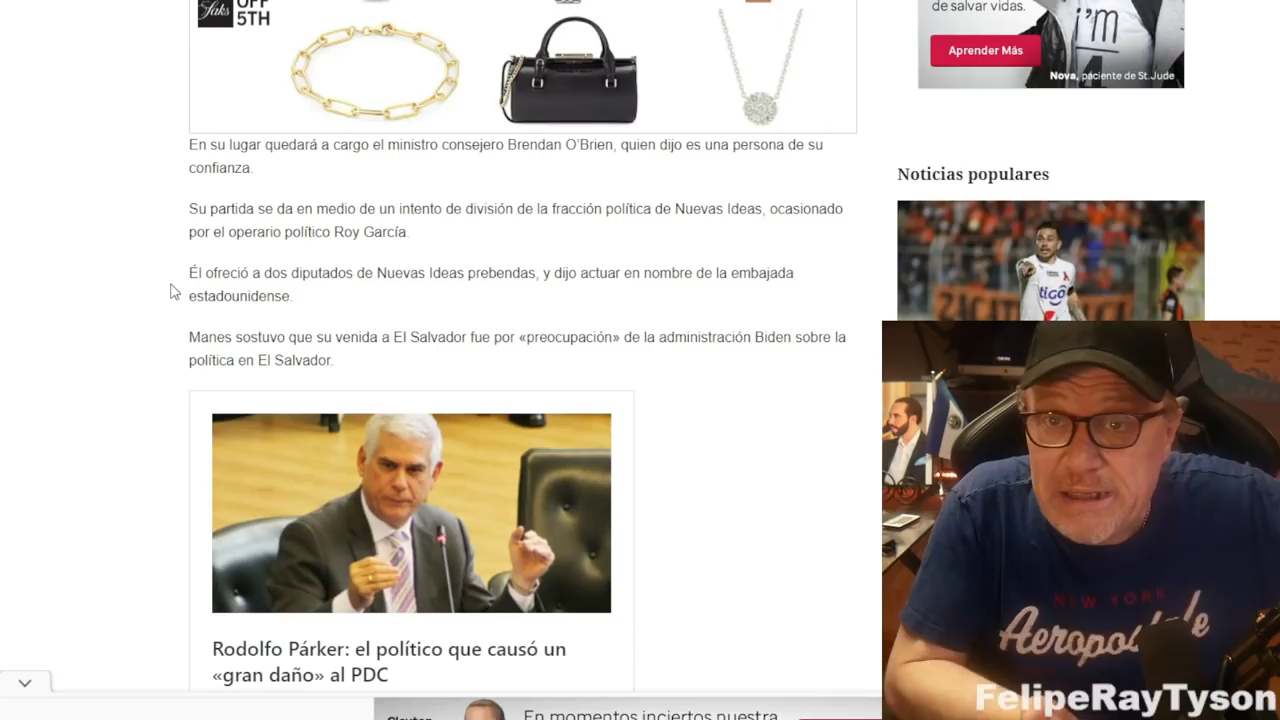 Saks
OFF
5TH
de salvar vidas.
i'm
Aprender Más
Nova, paciente de St.Jude
En su lugar quedará a cargo el ministro consejero Brendan O'Brien, quien dijo es una persona de su
confianza.
Su partida se da en medio de un intento de división de la fracción política de Nuevas Ideas, ocasionado
por el operario político Roy García.
Él ofreció a dos diputados de Nuevas Ideas prebendas, y dijo actuar en nombre de la embajada
estadounidense.
Manes sostuvo que su venida a El Salvador fue por «preocupación» de la administración Biden sobre la
política en El Salvador.
Rodolfo Párker: el político que causó un
«gran daño» al PDC
Noticias populares
tigo
NEW YORK
Aeropostale
FelipeRayTyson
En momentos inciertos nuestra